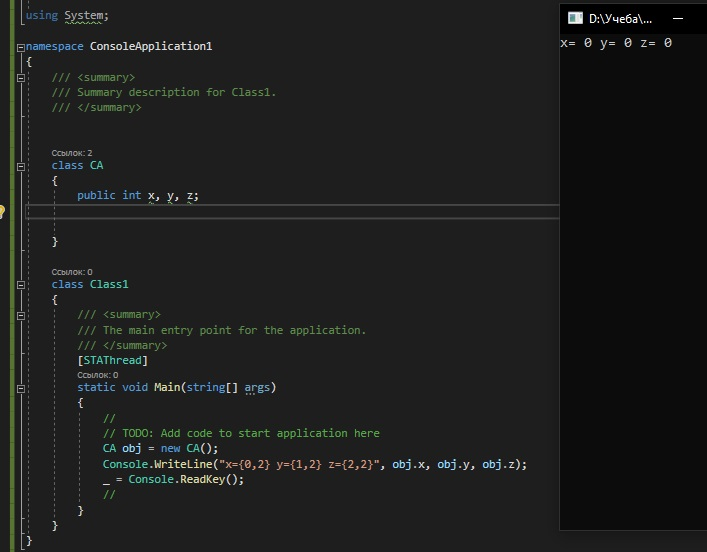 using System;
namespace ConsoleApplication1
{
/// <summary>
/// Summary description for Class1.
/// </summary>
Ссылок: 2
class CA
{
public int x, y, z;
}
Ссылок: 0
class Class1
{
/// <summary>
/// The main entry point for the application.
/// </summary>
[STAThread]
Ссылок: 0
static void Main(string[] args)
{
//
// TODO: Add code to start application here
CA obj = new CA();
Console.WriteLine("x={0,2} y={1,2} z={2,2}", obj.x, obj.y, obj.z);
_ = Console.ReadKey();
//
}
}
}
D:\Учеба\...
x= 0 y= 0 z= 0